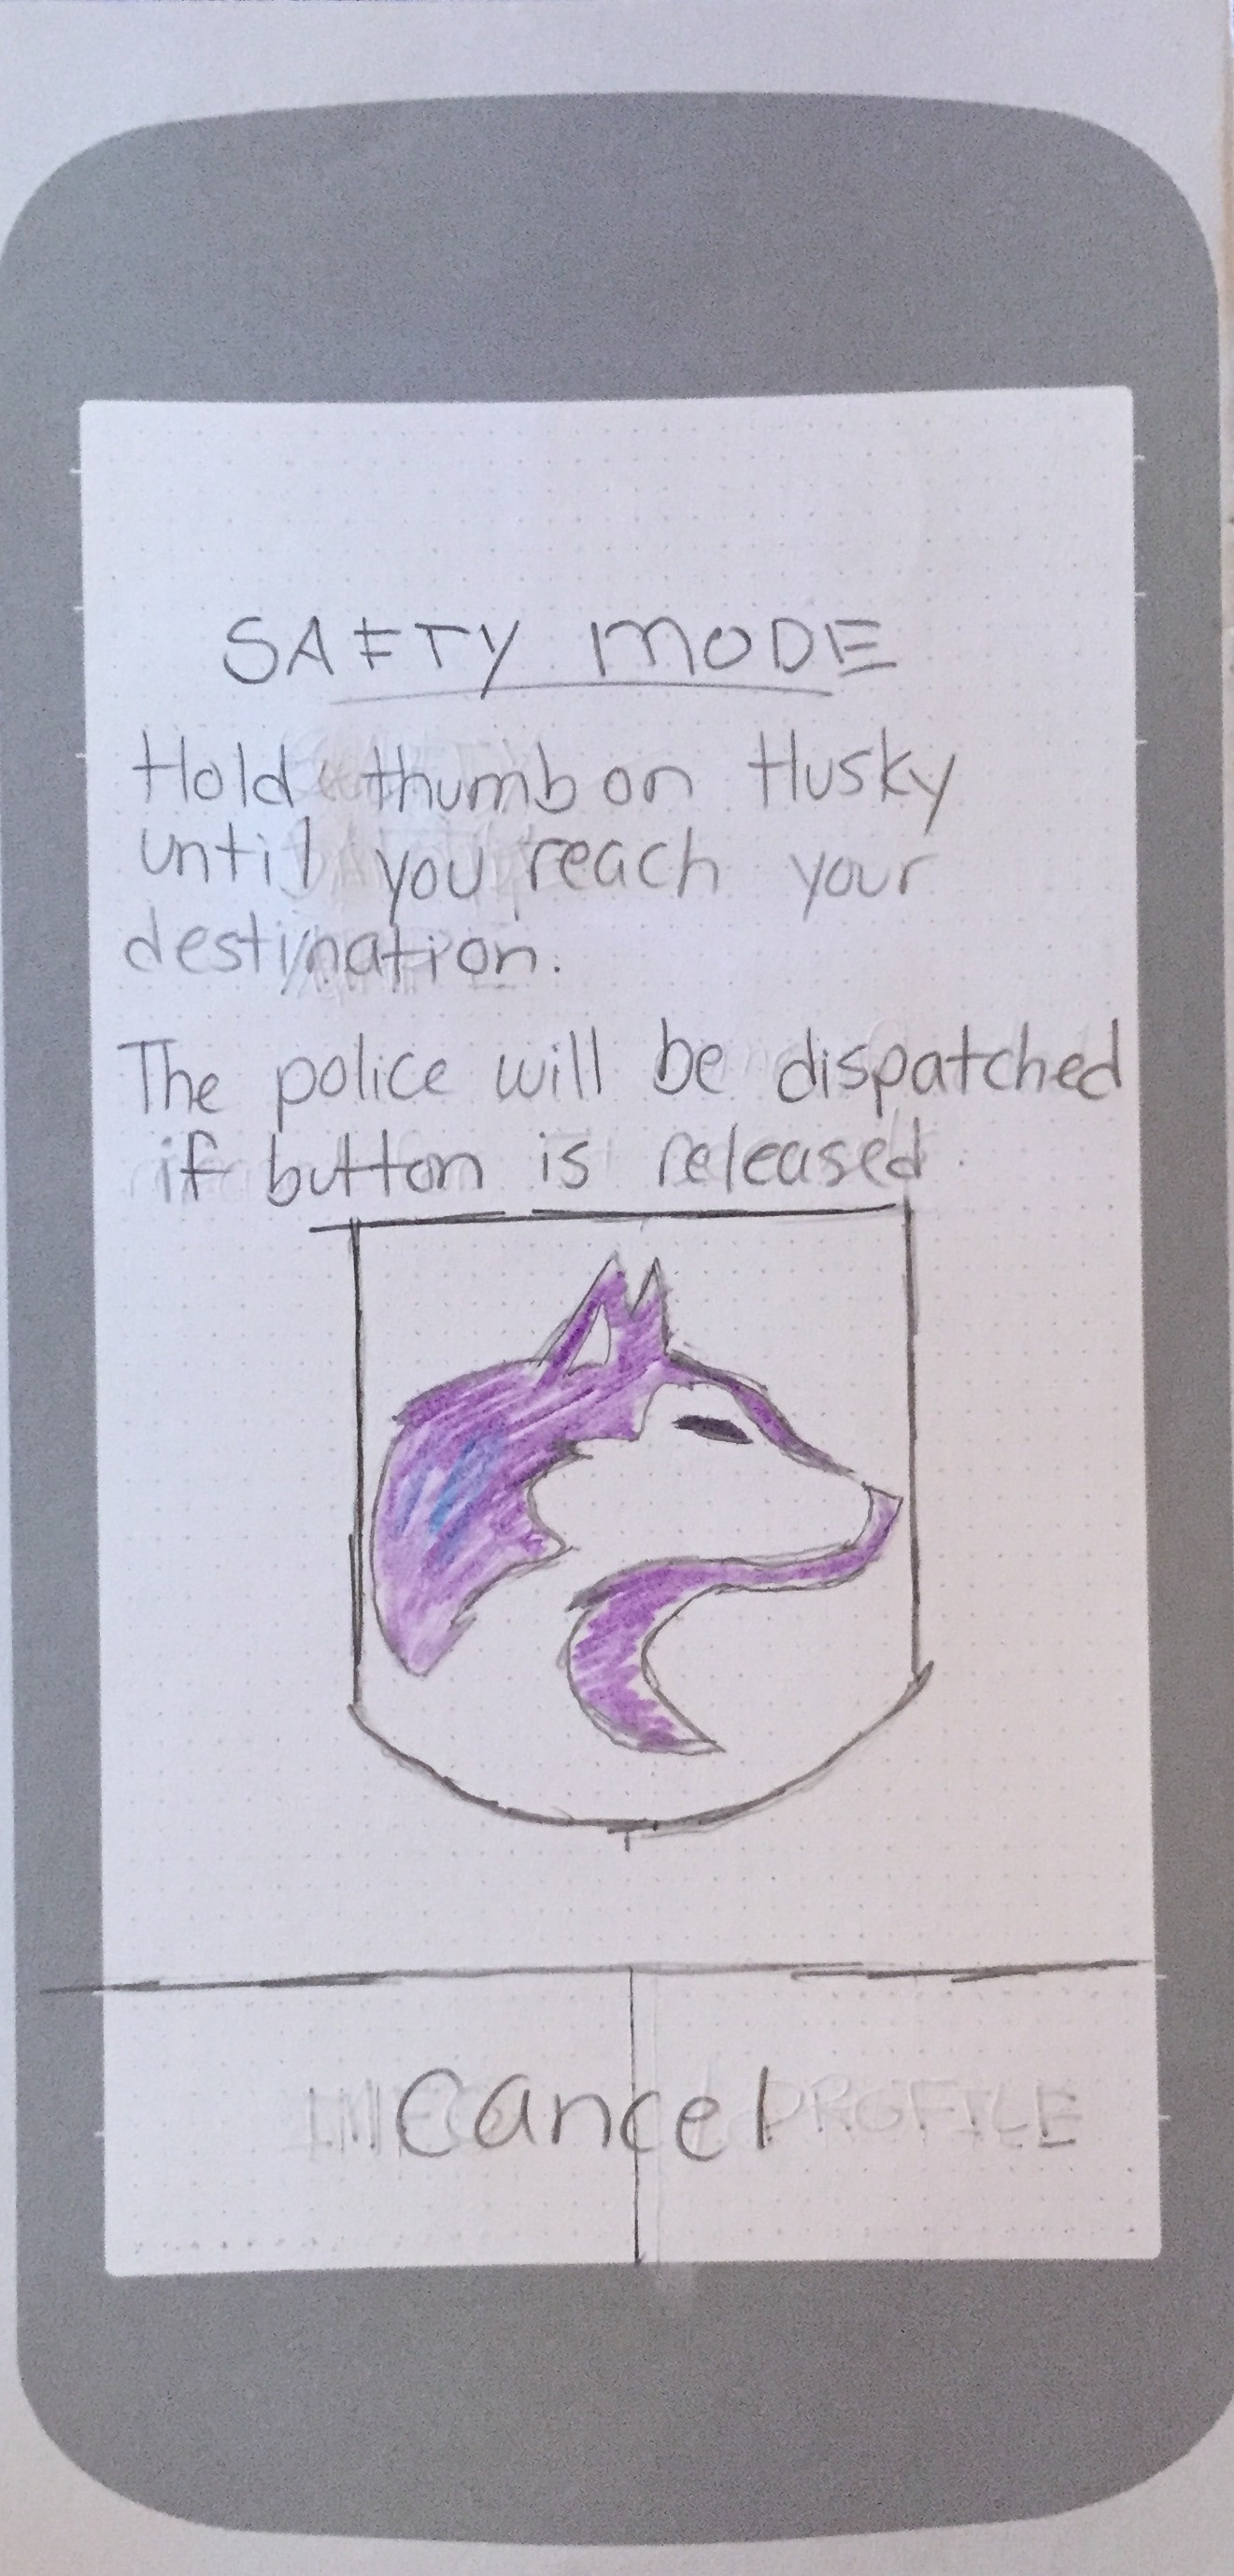 SAFTY MODE
Hold thumb on Husky
until you reach your
destination.
The police will be dispatched
if button is released
Cancel
PROFILE